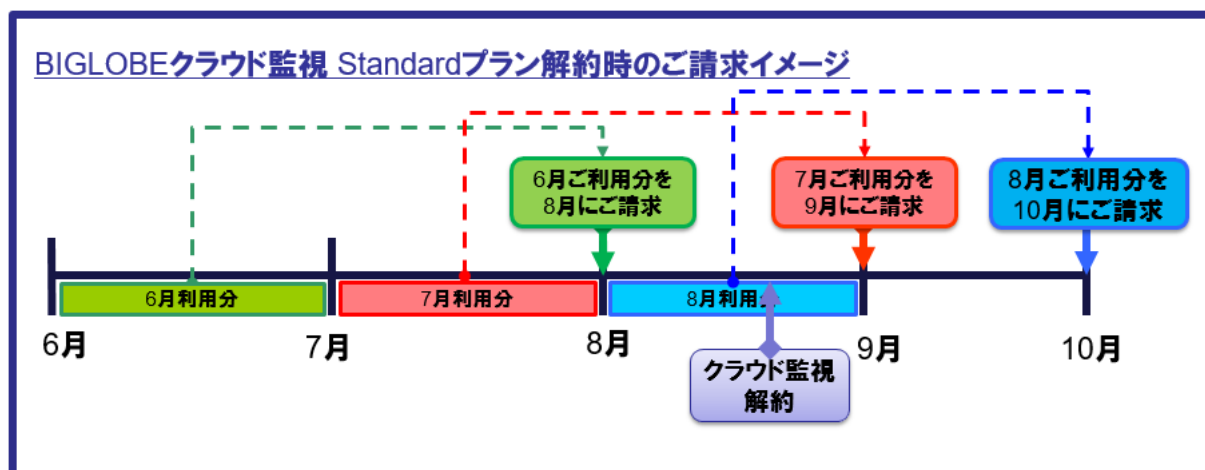 BIGLOBEクラウド監視 Standardプラン解約時のご請求イメージ
6月ご利用分を
8月にご請求
7月ご利用分を
9月にご請求
8月ご利用分を
10月にご請求
6月利用分
7月利用分
8月利用分
6月
7月
8月
9月
10月
クラウド監視
解約